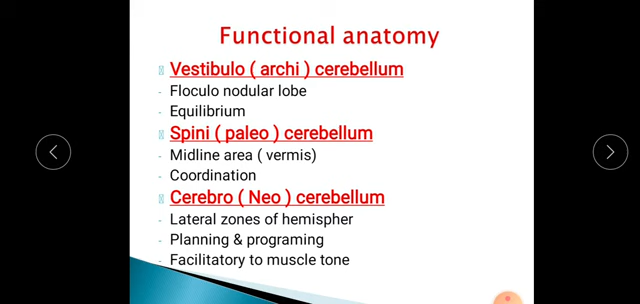 Functional anatomy
Vestibulo ( archi ) cerebellum
- Floculo nodular lobe
- Equilibrium
Spini ( paleo ) cerebellum
- Midline area ( vermis)
- Coordination
Cerebro ( Neo ) cerebellum
- Lateral zones of hemispher
- Planning & programing
- Facilitatory to muscle tone